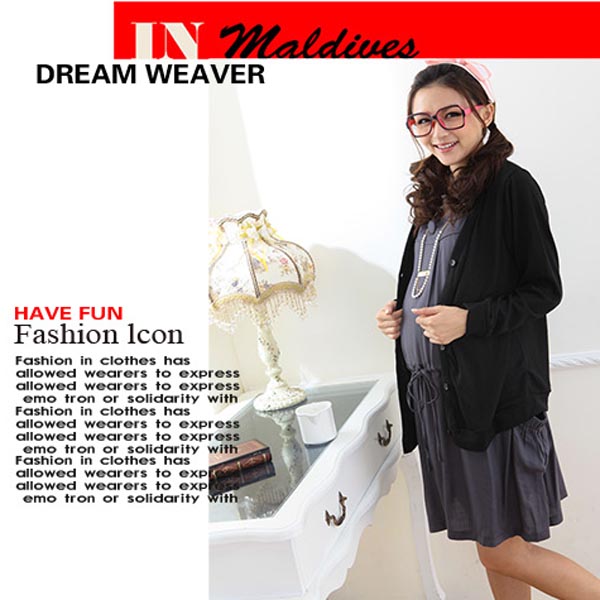 IN Maldives
DREAM WEAVER
HAVE FUN
Fashion lcon
Fashion in clothes has
allowed wearers to express
allowed wearers to express
emo tron or solidarity with
Fashion in clothes has
allowed wearers to express
allowed wearers to express
emo tron or solidarity with
Fashion in clothes has
allowed wearers to express
allowed wearers to express
emo tron or solidarity with